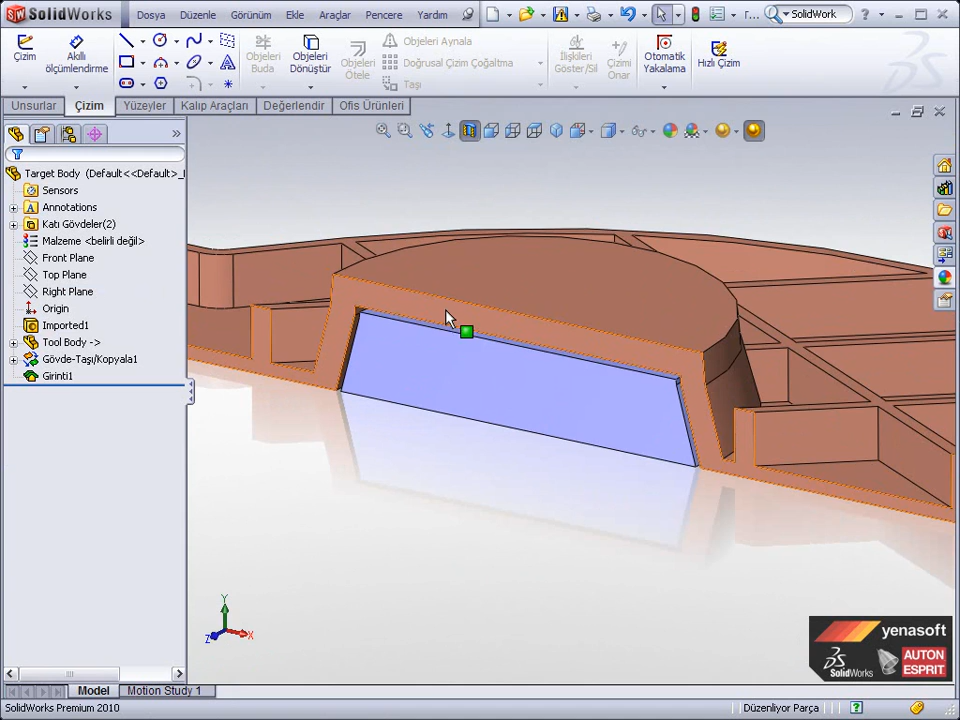 SolidWorks
Dosya
Düzenle
Görünüm
Ekle
Araçlar
Pencere
Yardım
r...
SolidWork
Çizim
Akıllı ölçümlendirme
Objeleri Buda
Objeleri Dönüştür
Objeleri Ötele
Objeleri Aynala
Doğrusal Çizim Çoğaltma
Taşı
İlişkileri Göster/Sil
Çizimi Onar
Otomatik Yakalama
Hızlı Çizim
Unsurlar
Çizim
Yüzeyler
Kalıp Araçları
Değerlendir
Ofis Ürünleri
Target Body (Default<<Default>_
Sensors
Annotations
Katı Gövdeler(2)
Malzeme <belirli değil>
Front Plane
Top Plane
Right Plane
Origin
Imported1
Tool Body ->
Gövde-Taşı/Kopyala1
Girinti1
Y
Z
X
yenasoft
DS SolidWorks
AUTON ESPRIT
Model
Motion Study 1
SolidWorks Premium 2010
Düzenliyor Parça